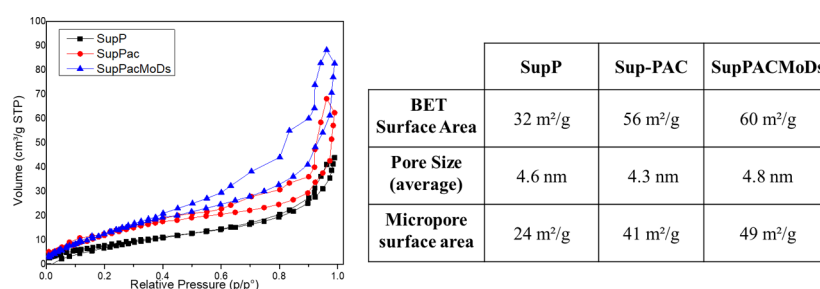 100
90
80
70
60
50
40
30
20
10
0
Volume (cm³/g STP)
SupP
SupPac
SupPacMoDs
0.0 0.2 0.4 0.6 0.8 1.0
Relative Pressure (p/p°)
SupP Sup-PAC SupPACMoDs
BET
Surface Area 32 m²/g 56 m²/g 60 m²/g
Pore Size
(average) 4.6 nm 4.3 nm 4.8 nm
Micropore
surface area 24 m²/g 41 m²/g 49 m²/g